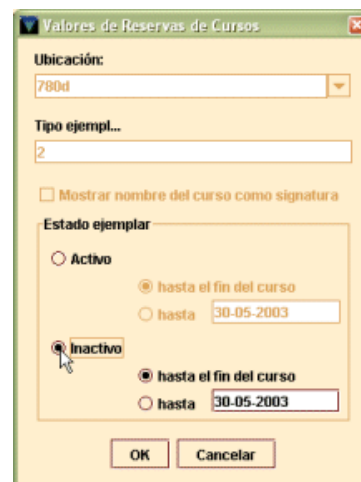 Valores de Reservas de Cursos
Ubicación:
780d
Tipo ejempl...
2
Mostrar nombre del curso como signatura
Estado ejemplar
Activo
hasta el fin del curso
hasta 30-05-2003
Inactivo
hasta el fin del curso
hasta 30-05-2003
OK Cancelar